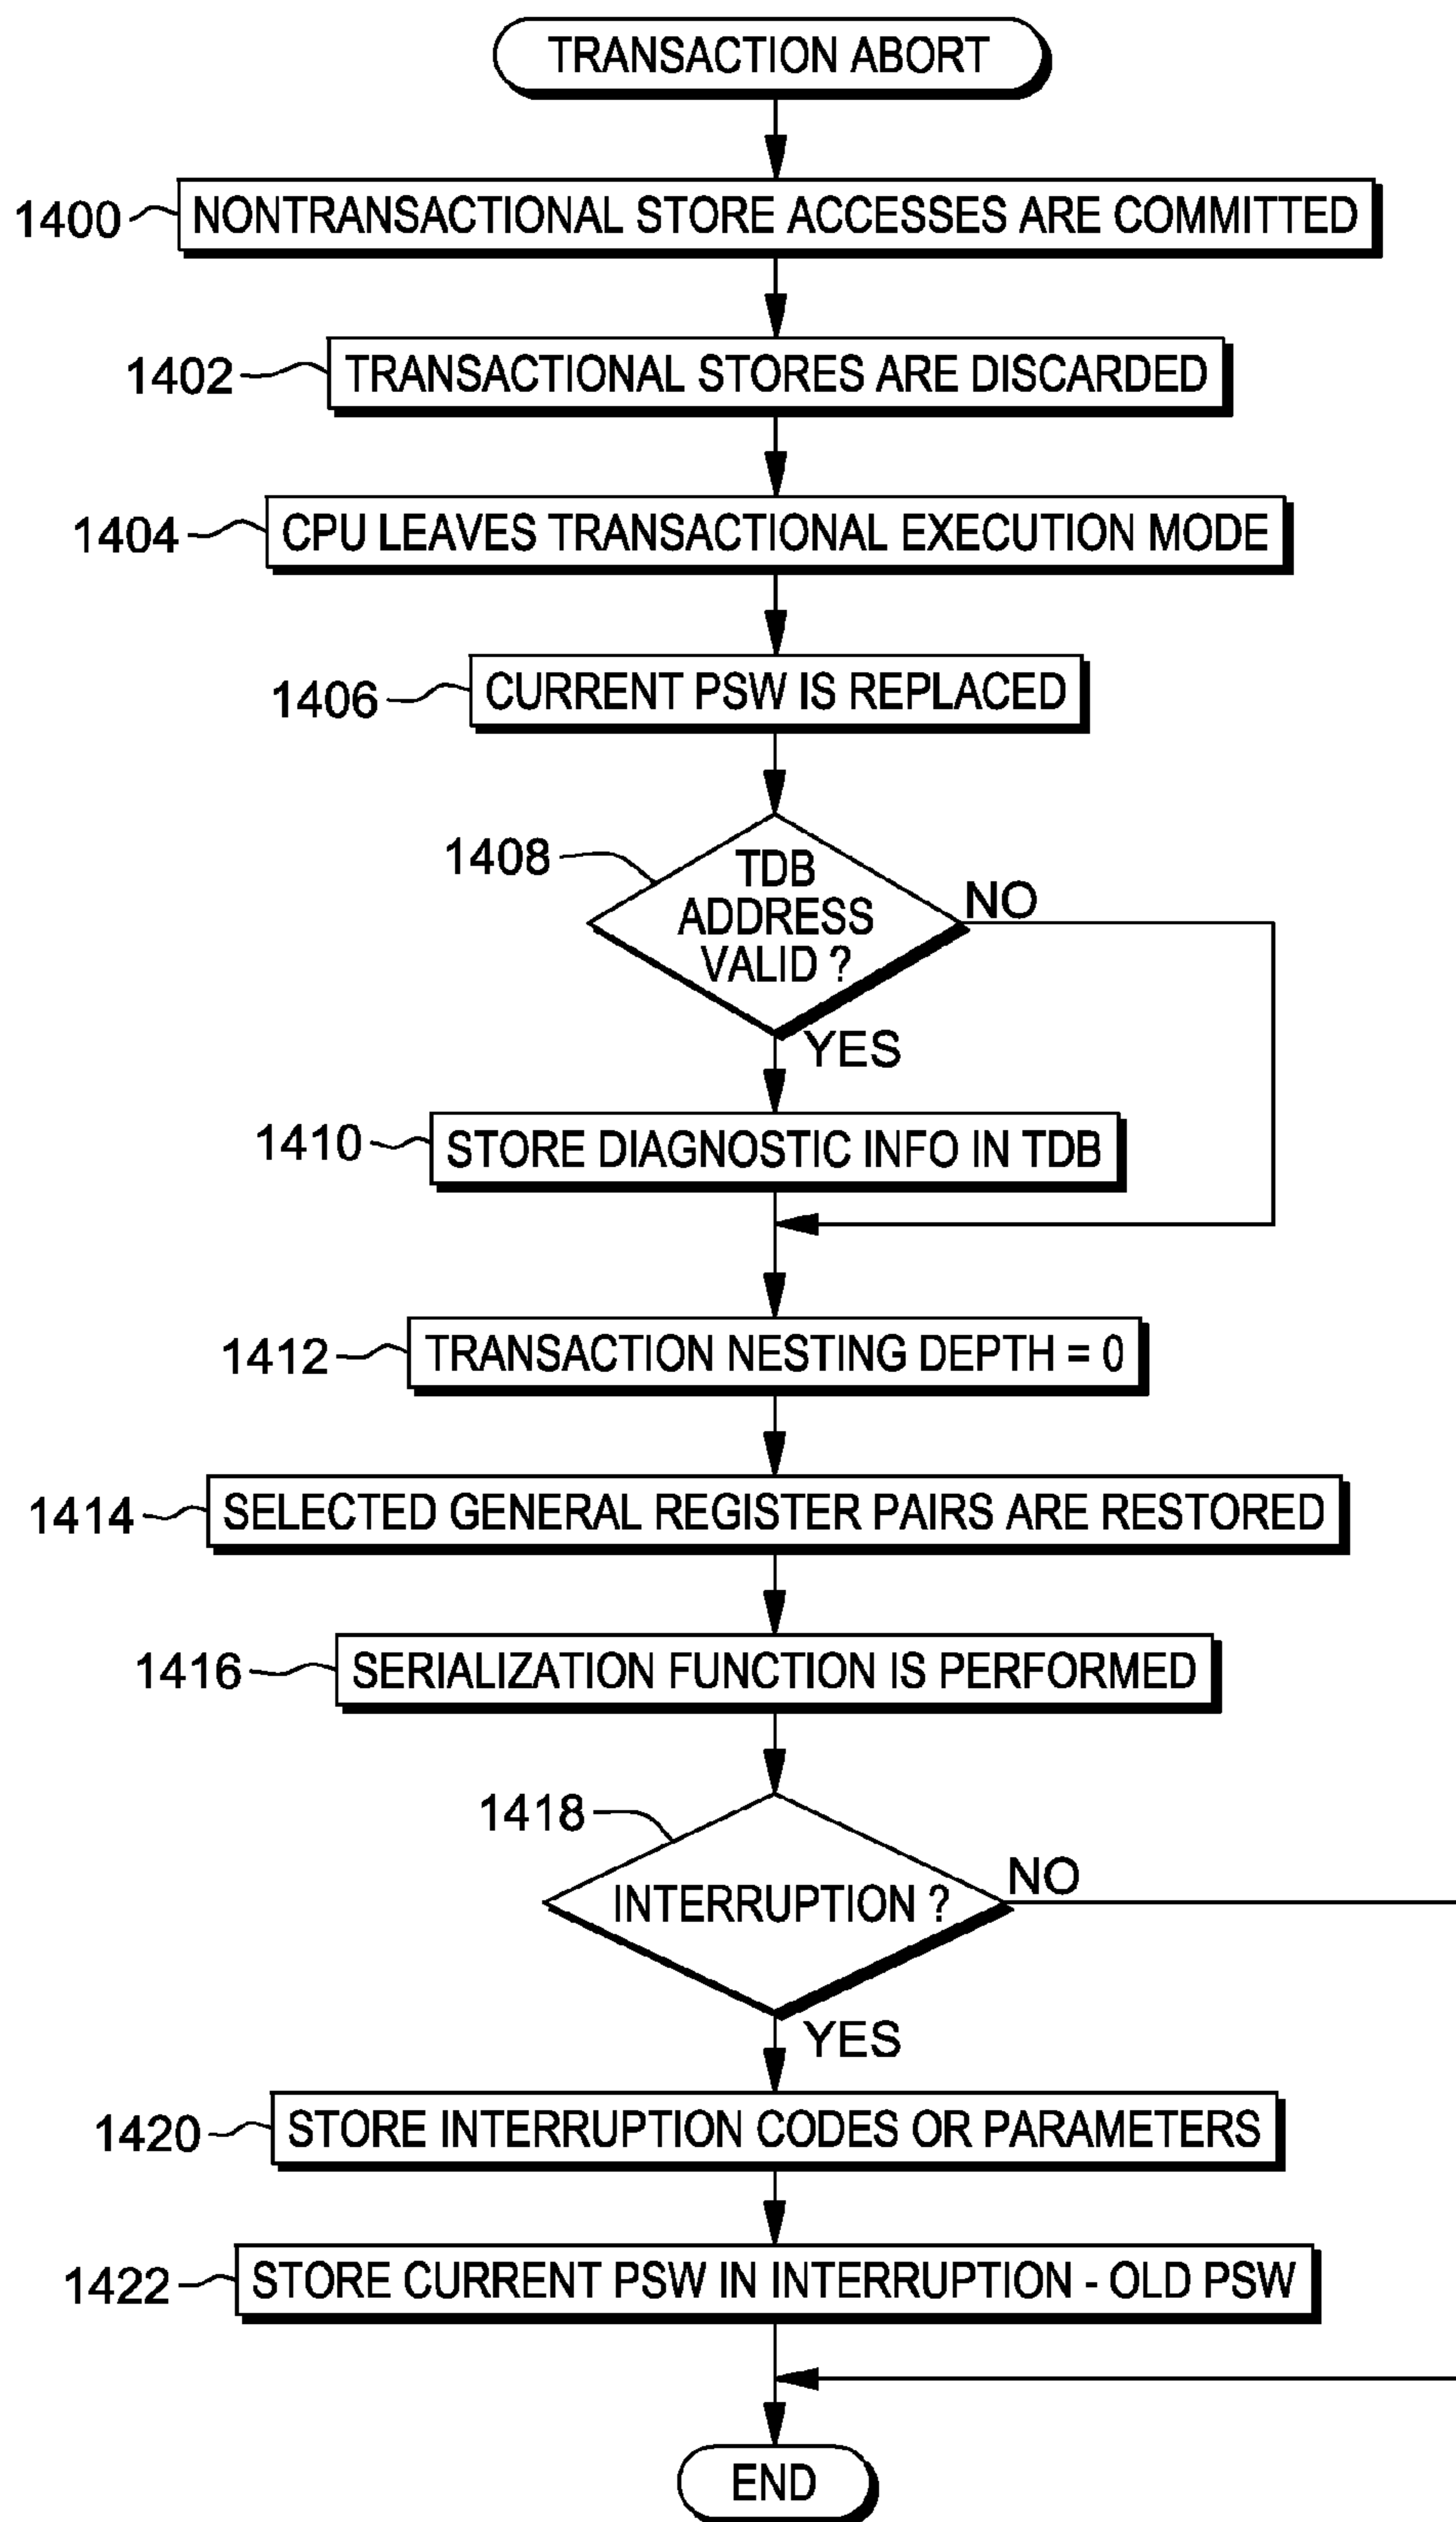 TRANSACTION ABORT
1400 NONTRANSACTIONAL STORE ACCESSES ARE COMMITTED
1402 TRANSACTIONAL STORES ARE DISCARDED
1404 CPU LEAVES TRANSACTIONAL EXECUTION MODE
1406 CURRENT PSW IS REPLACED
1408
TDB
ADDRESS
VALID ?
NO
YES
1410 STORE DIAGNOSTIC INFO IN TDB
1412 TRANSACTION NESTING DEPTH = 0
1414 SELECTED GENERAL REGISTER PAIRS ARE RESTORED
1416 SERIALIZATION FUNCTION IS PERFORMED
1418
INTERRUPTION ?
NO
YES
1420 STORE INTERRUPTION CODES OR PARAMETERS
1422 STORE CURRENT PSW IN INTERRUPTION - OLD PSW
END